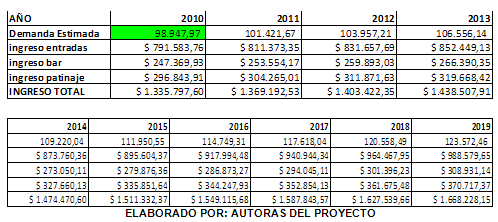 AÑO 2010 2011 2012 2013
Demanda Estimada 98.947,97 101.421,67 103.957,21 106.556,14
ingreso entradas $ 791.583,76 $ 811.373,35 $ 831.657,69 $ 852.449,13
ingreso bar $ 247.369,93 $ 253.554,17 $ 259.893,03 $ 266.390,35
ingreso patinaje $ 296.843,91 $ 304.265,01 $ 311.871,63 $ 319.668,42
INGRESO TOTAL $ 1.335.797,60 $ 1.369.192,53 $ 1.403.422,35 $ 1.438.507,91
2014 2015 2016 2017 2018 2019
109.220,04 111.950,55 114.749,31 117.618,04 120.558,49 123.572,46
$ 873.760,36 $ 895.604,37 $ 917.994,48 $ 940.944,34 $ 964.467,95 $ 988.579,65
$ 273.050,11 $ 279.876,36 $ 286.873,27 $ 294.045,11 $ 301.396,23 $ 308.931,14
$ 327.660,13 $ 335.851,64 $ 344.247,93 $ 352.854,13 $ 361.675,48 $ 370.717,37
$ 1.474.470,60 $ 1.511.332,37 $ 1.549.115,68 $ 1.587.843,57 $ 1.627.539,66 $ 1.668.228,15
ELABORADO POR: AUTORAS DEL PROYECTO